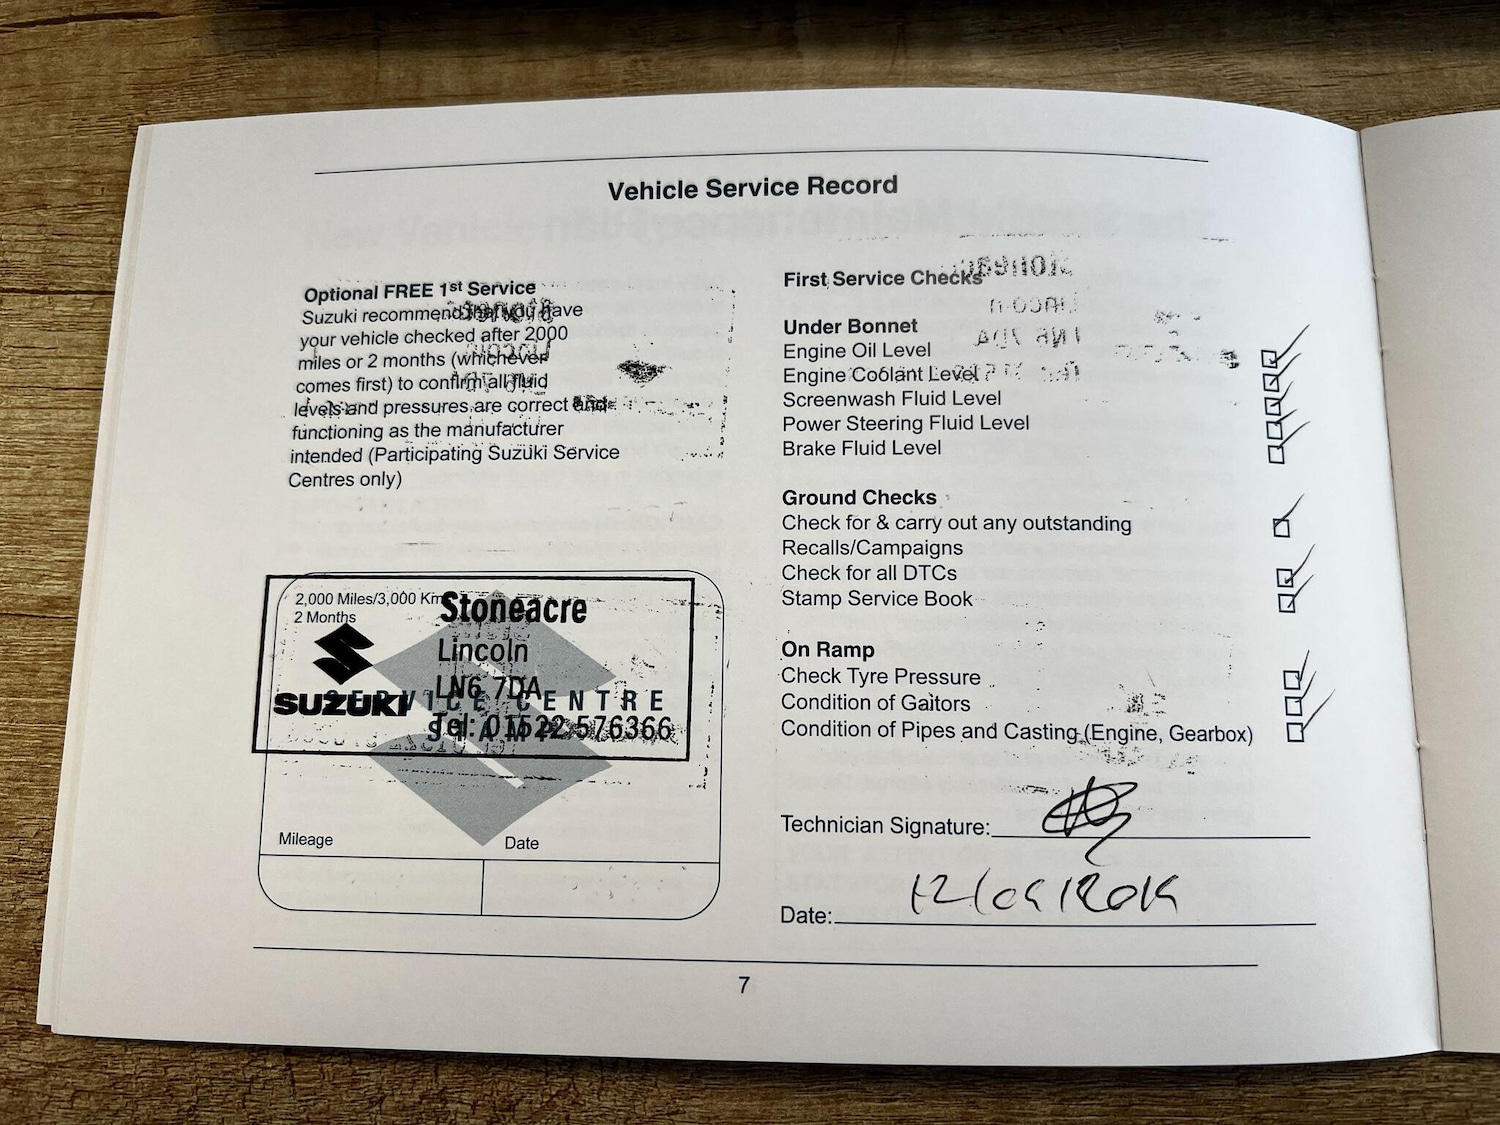 Vehicle Service Record
Optional FREE 1st Service
Suzuki recommend that you have
your vehicle checked after 2000
miles or 2 months (whichever
comes first) to confirm all fluid
levels and pressures are correct and
functioning as the manufacturer
intended (Participating Suzuki Service
Centres only)
2,000 Miles/3,000 Km
2 Months
SUZUKI
Stoneacre
Lincoln
LN6 7DA
Tel: 01522 576366
SERVICE CENTRE
STAMP
Mileage
Date
First Service Checks
Under Bonnet
Engine Oil Level
Engine Coolant Level
Screenwash Fluid Level
Power Steering Fluid Level
Brake Fluid Level
Ground Checks
Check for & carry out any outstanding
Recalls/Campaigns
Check for all DTCs
Stamp Service Book
On Ramp
Check Tyre Pressure
Condition of Gaitors
Condition of Pipes and Casting (Engine, Gearbox)
Technician Signature:
Date:
7